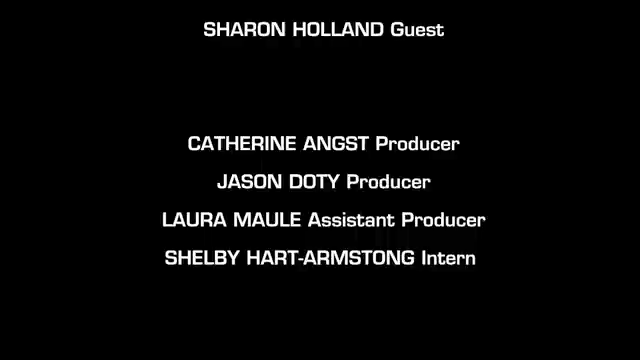 SHARON HOLLAND Guest
CATHERINE ANGST Producer
JASON DOTY Producer
LAURA MAULE Assistant Producer
SHELBY HART-ARMSTONG Intern